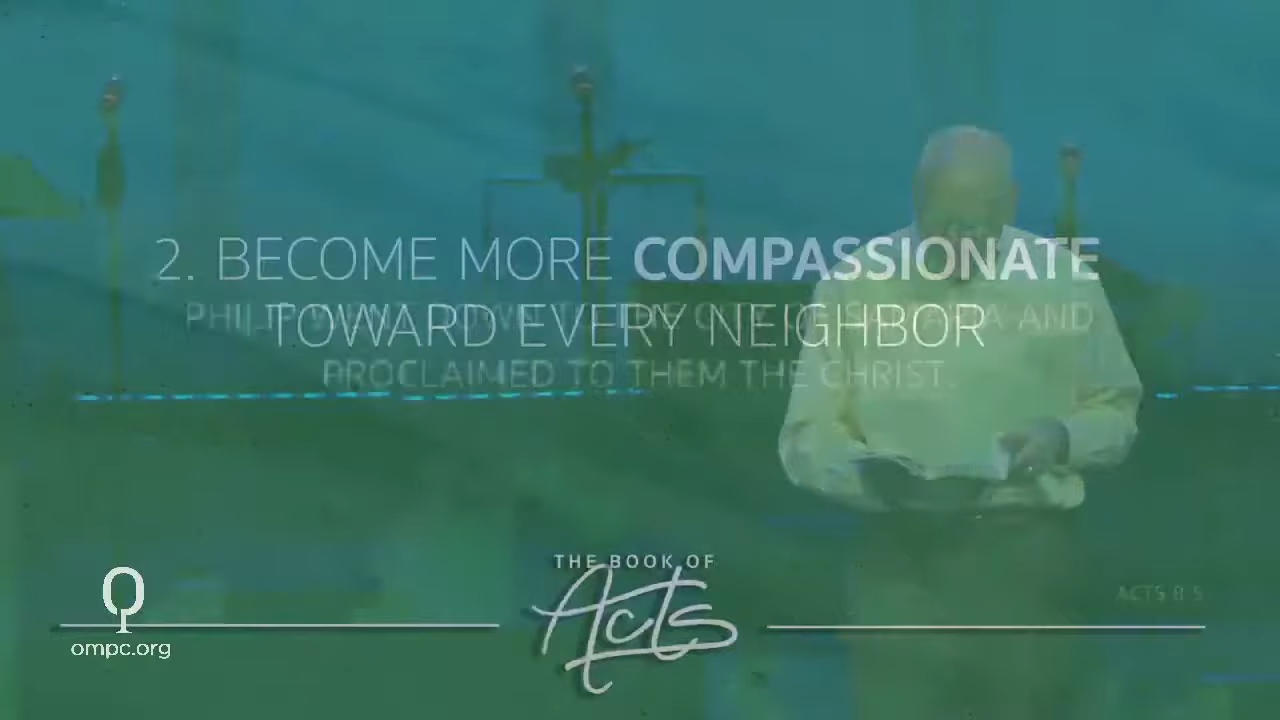 2. BECOME MORE COMPASSIONATE
TOWARD EVERY NEIGHBOR
PROCLAIMED TO THEM THE CHRIST.
THE BOOK OF
Acts
ACTS 8:5
ompc.org